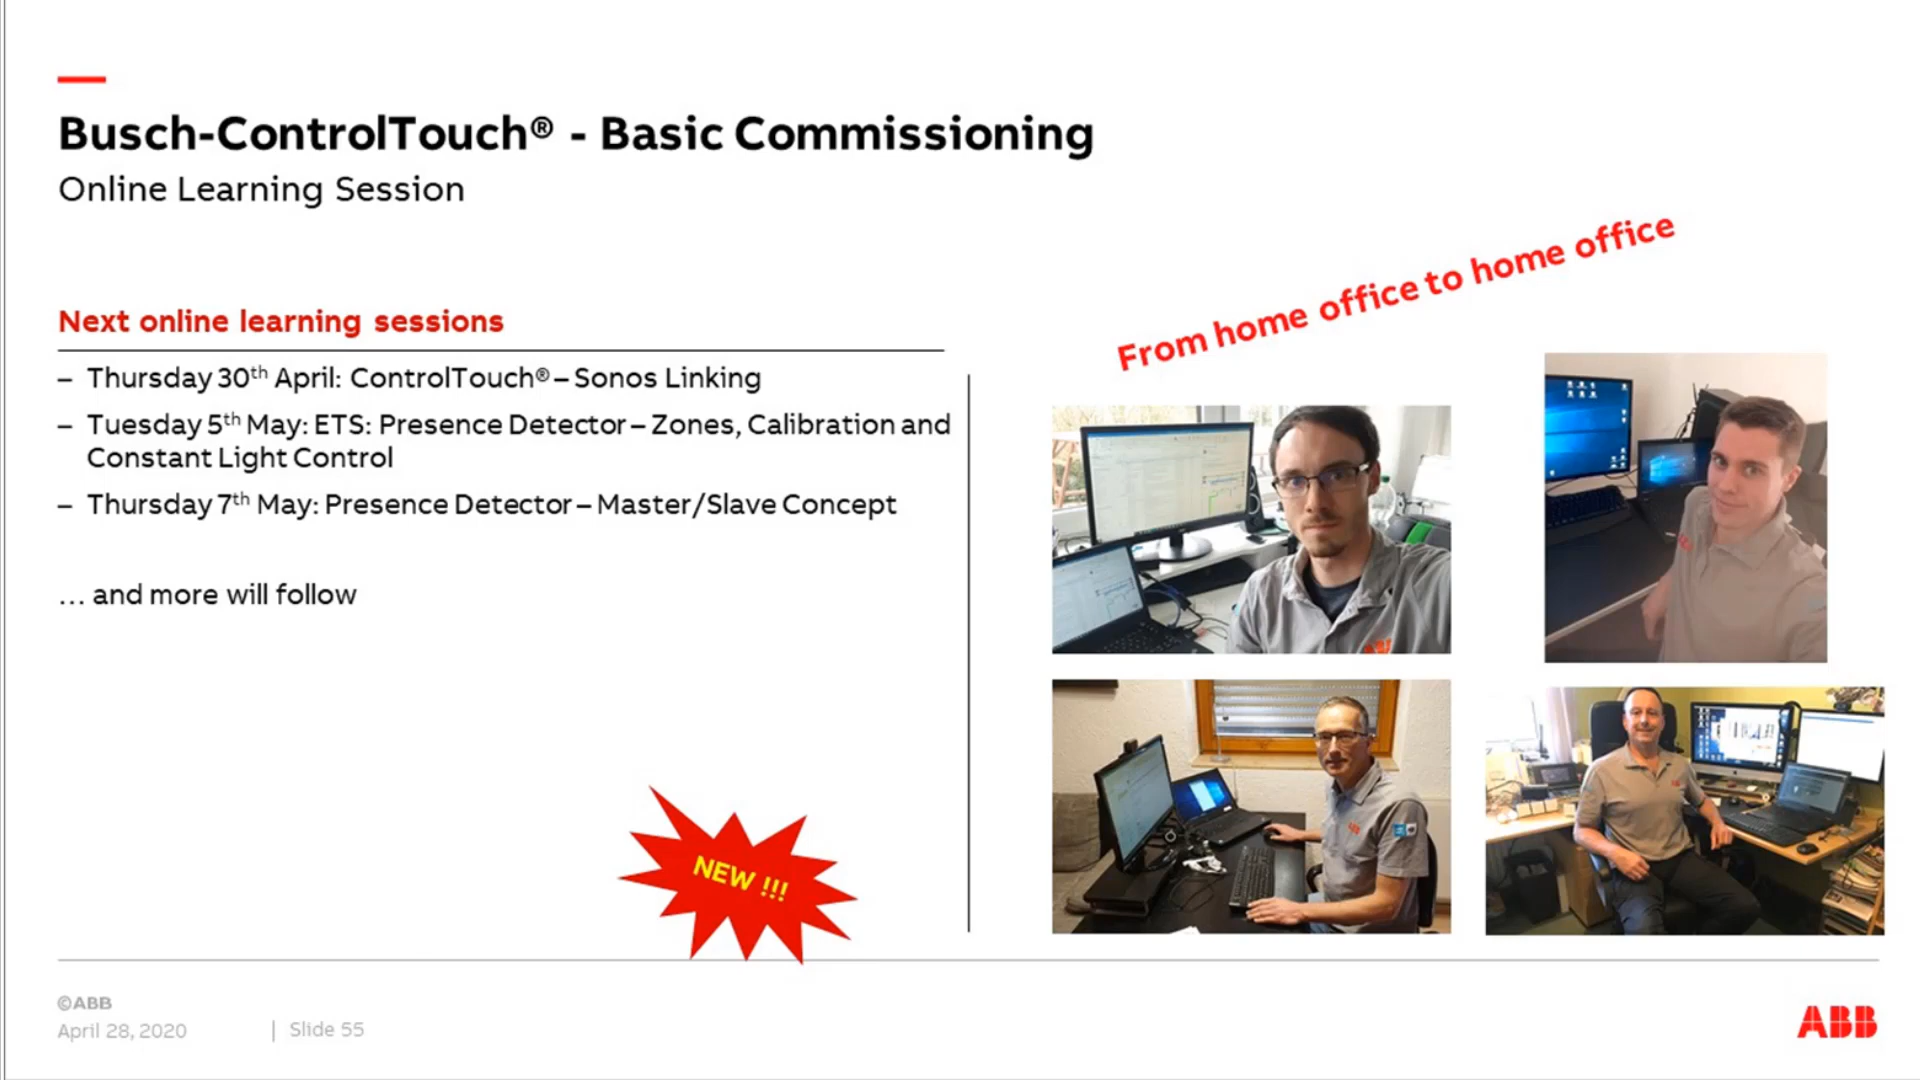 Busch-ControlTouch® - Basic Commissioning
Online Learning Session
From home office to home office
Next online learning sessions
– Thursday 30th April: ControlTouch® – Sonos Linking
– Tuesday 5th May: ETS: Presence Detector – Zones, Calibration and
Constant Light Control
– Thursday 7th May: Presence Detector – Master/Slave Concept
… and more will follow
NEW !!!
©ABB
April 28, 2020 | Slide 55
ABB